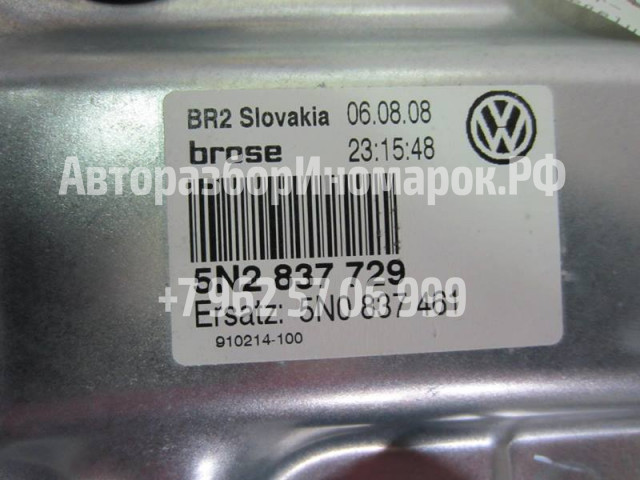 BR2 Slovakia 06.08.08
brose 23:15:48
АвторазборИномарок.РФ
5N2 837 729
Ersatz: 5N0 837 461
910214-100